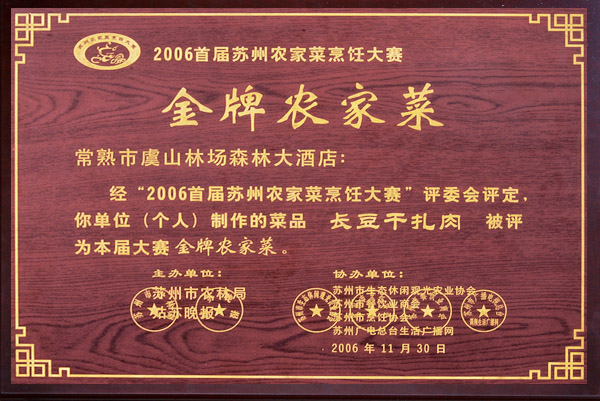 2006首届苏州农家菜烹饪大赛
金牌农家菜
常熟市虞山林场森林大酒店：
经“2006首届苏州农家菜烹饪大赛”评委会评定，
你单位（个人）制作的菜品 长豆干扎肉 被评
为本届大赛金牌农家菜。
主办单位：
苏州市农林局
姑苏晚报
协办单位：
苏州市生态休闲观光农业协会
苏州市餐饮业商会
苏州市烹饪协会
苏州广电总台生活广播网
2006 年 11 月 30 日